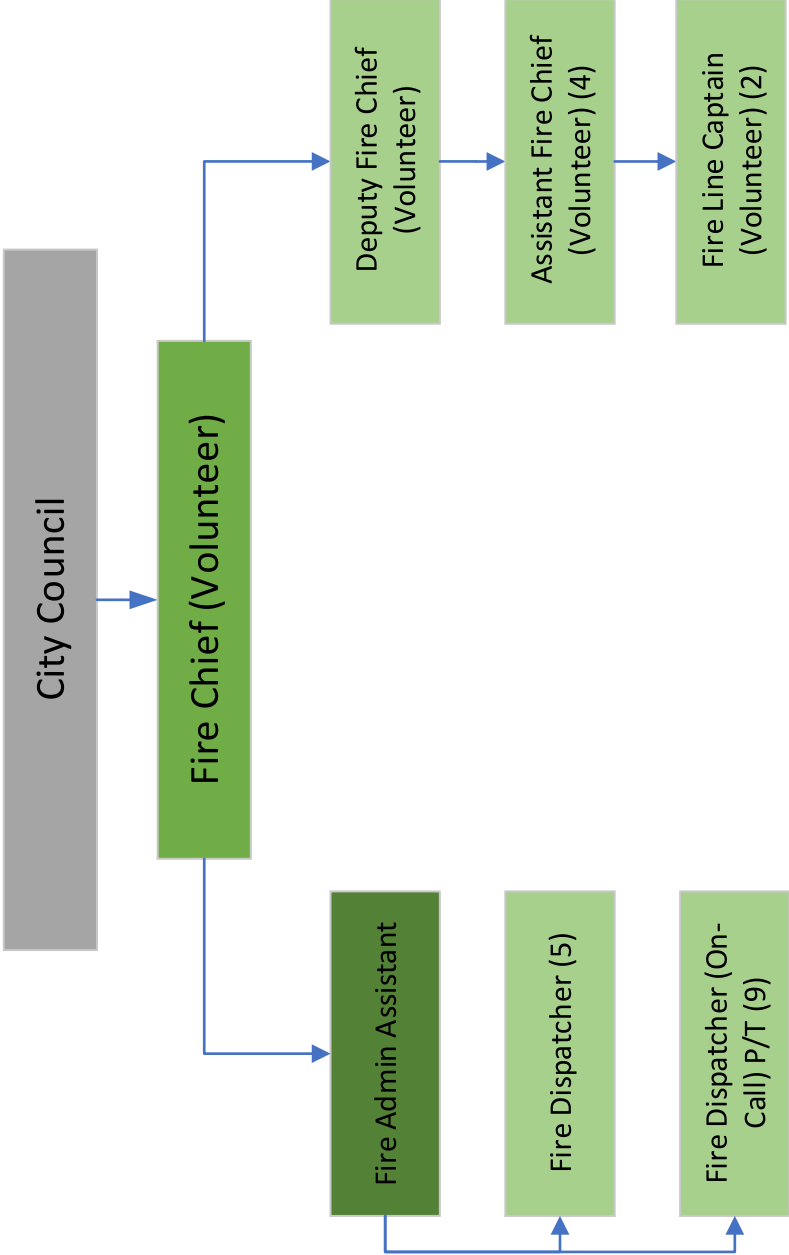 City Council
Fire Chief (Volunteer)
Fire Admin Assistant
Fire Dispatcher (5)
Fire Dispatcher (On-
Call) P/T (9)
Deputy Fire Chief
(Volunteer)
Assistant Fire Chief
(Volunteer) (4)
Fire Line Captain
(Volunteer) (2)